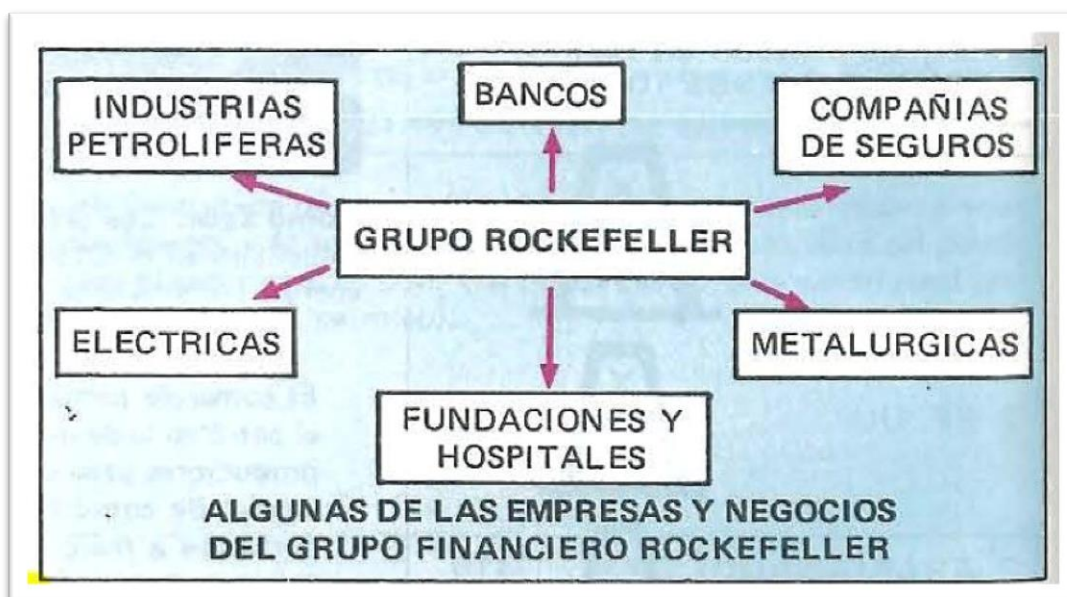 INDUSTRIAS
PETROLIFERAS
BANCOS
COMPAÑIAS
DE SEGUROS
GRUPO ROCKEFELLER
ELECTRICAS
METALURGICAS
FUNDACIONES Y
HOSPITALES
ALGUNAS DE LAS EMPRESAS Y NEGOCIOS
DEL GRUPO FINANCIERO ROCKEFELLER